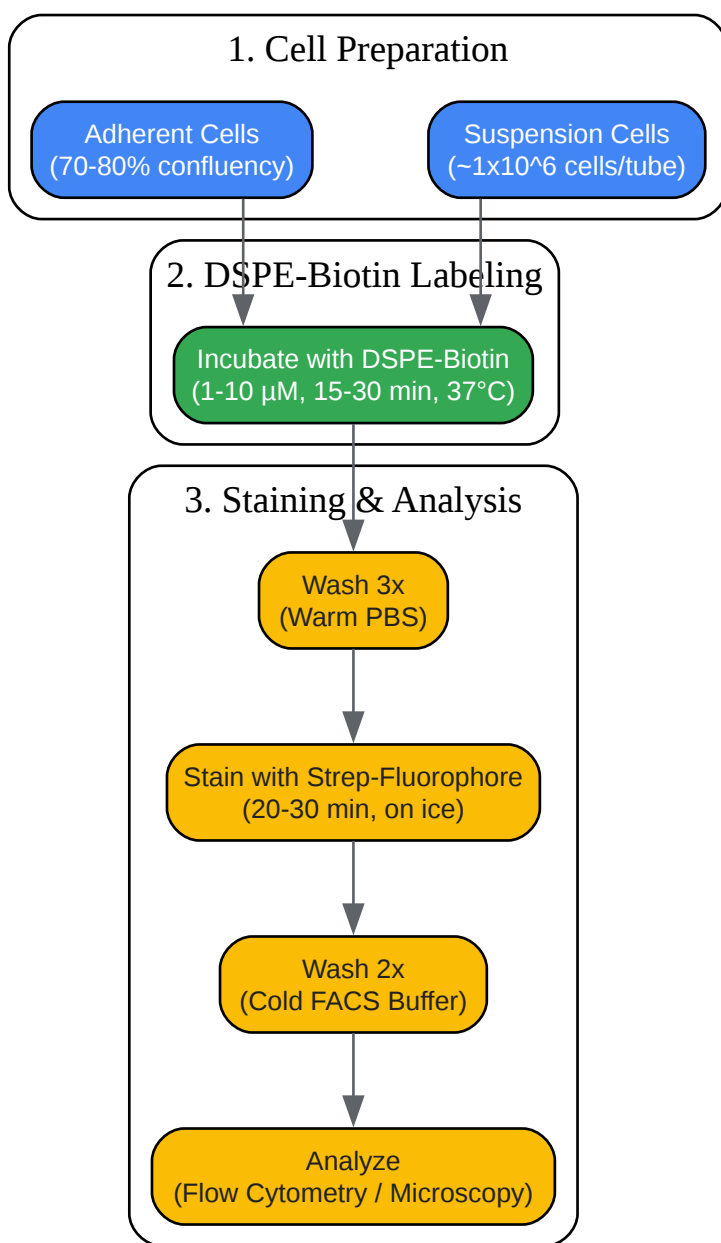 1. Cell Preparation
Adherent Cells
(70-80% confluency)
Suspension Cells
(~1x10^6 cells/tube)
2. DSPE-Biotin Labeling
Incubate with DSPE-Biotin
(1-10 µM, 15-30 min, 37°C)
3. Staining & Analysis
Wash 3x
(Warm PBS)
Stain with Strep-Fluorophore
(20-30 min, on ice)
Wash 2x
(Cold FACS Buffer)
Analyze
(Flow Cytometry / Microscopy)